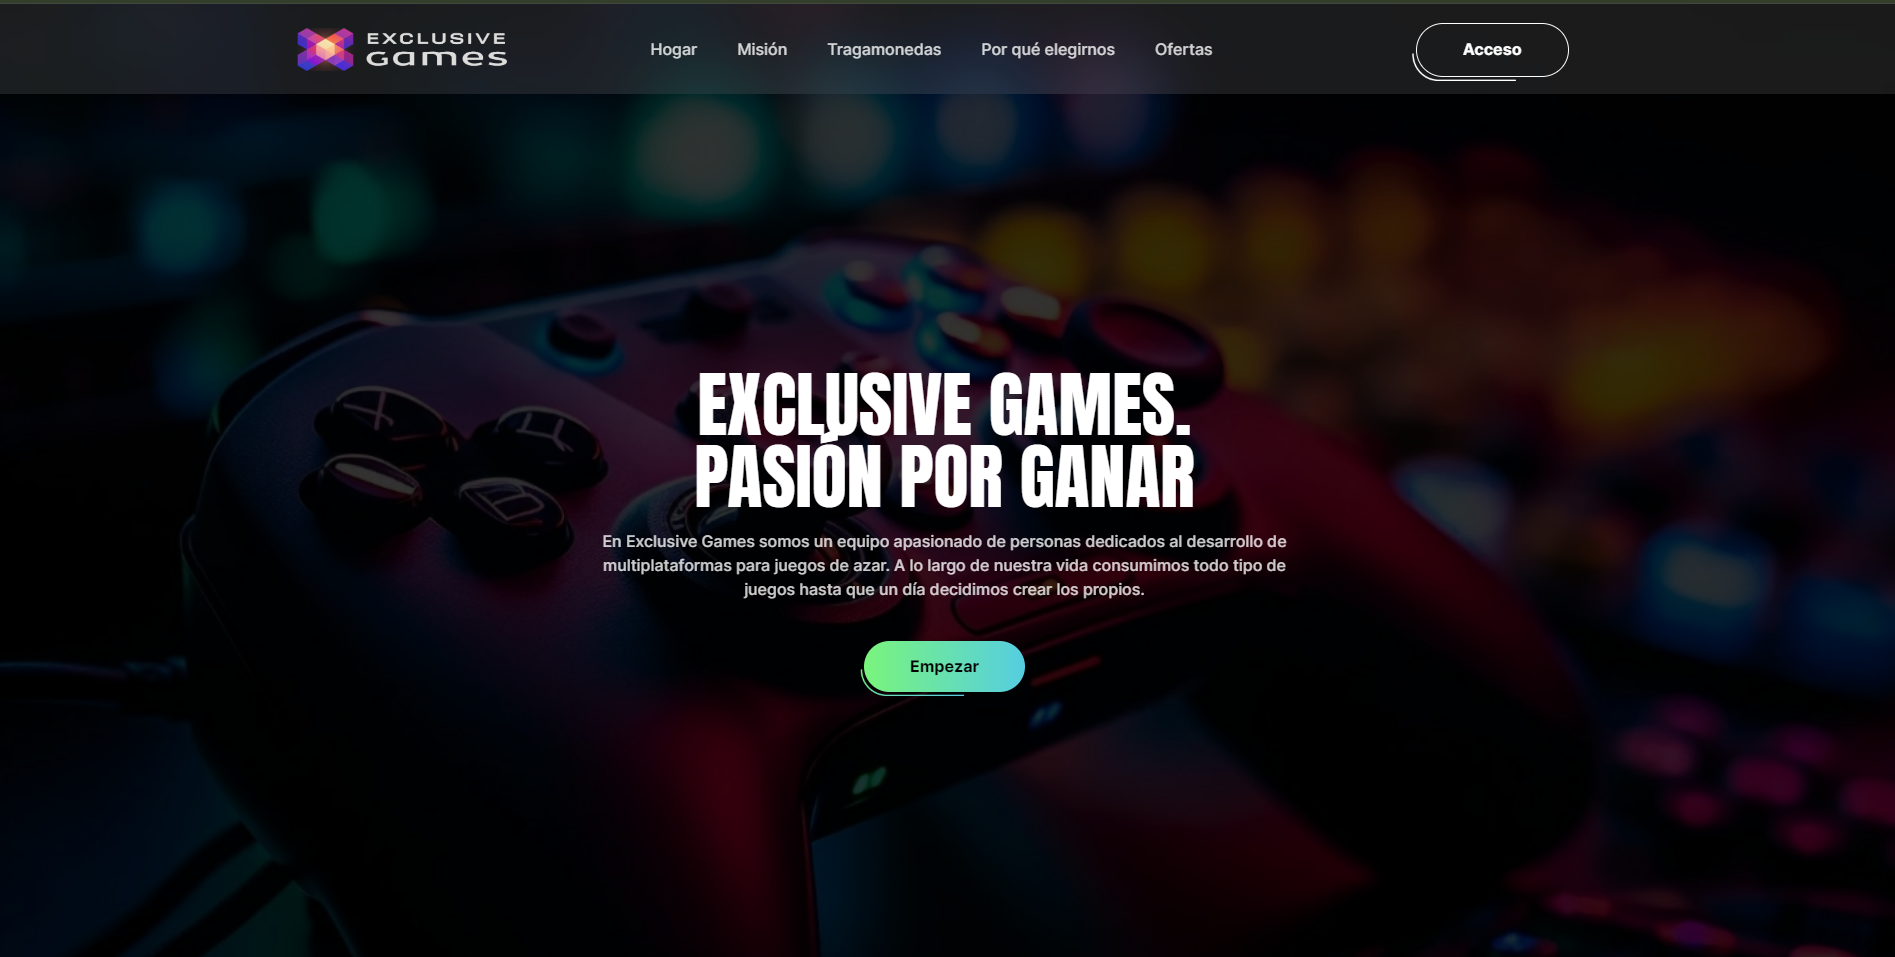 EXCLUSIVE
games
Hogar
Misión
Tragamonedas
Por qué elegirnos
Ofertas
Acceso
EXCLUSIVE GAMES.
PASIÓN POR GANAR
En Exclusive Games somos un equipo apasionado de personas dedicados al desarrollo de
multiplataformas para juegos de azar. A lo largo de nuestra vida consumimos todo tipo de
juegos hasta que un día decidimos crear los propios.
Empezar
X
Y
B